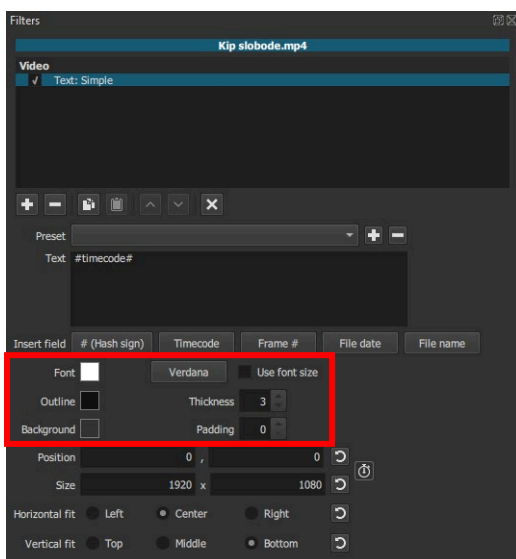 Filters
Kip slobode.mp4
Video
✓ Text: Simple
Preset
Text #timecode#
Insert field # (Hash sign) Timecode Frame # File date File name
Font Verdana Use font size
Outline Thickness 3
Background Padding 0
Position 0 , 0
Size 1920 x 1080
Horizontal fit Left Center Right
Vertical fit Top Middle Bottom